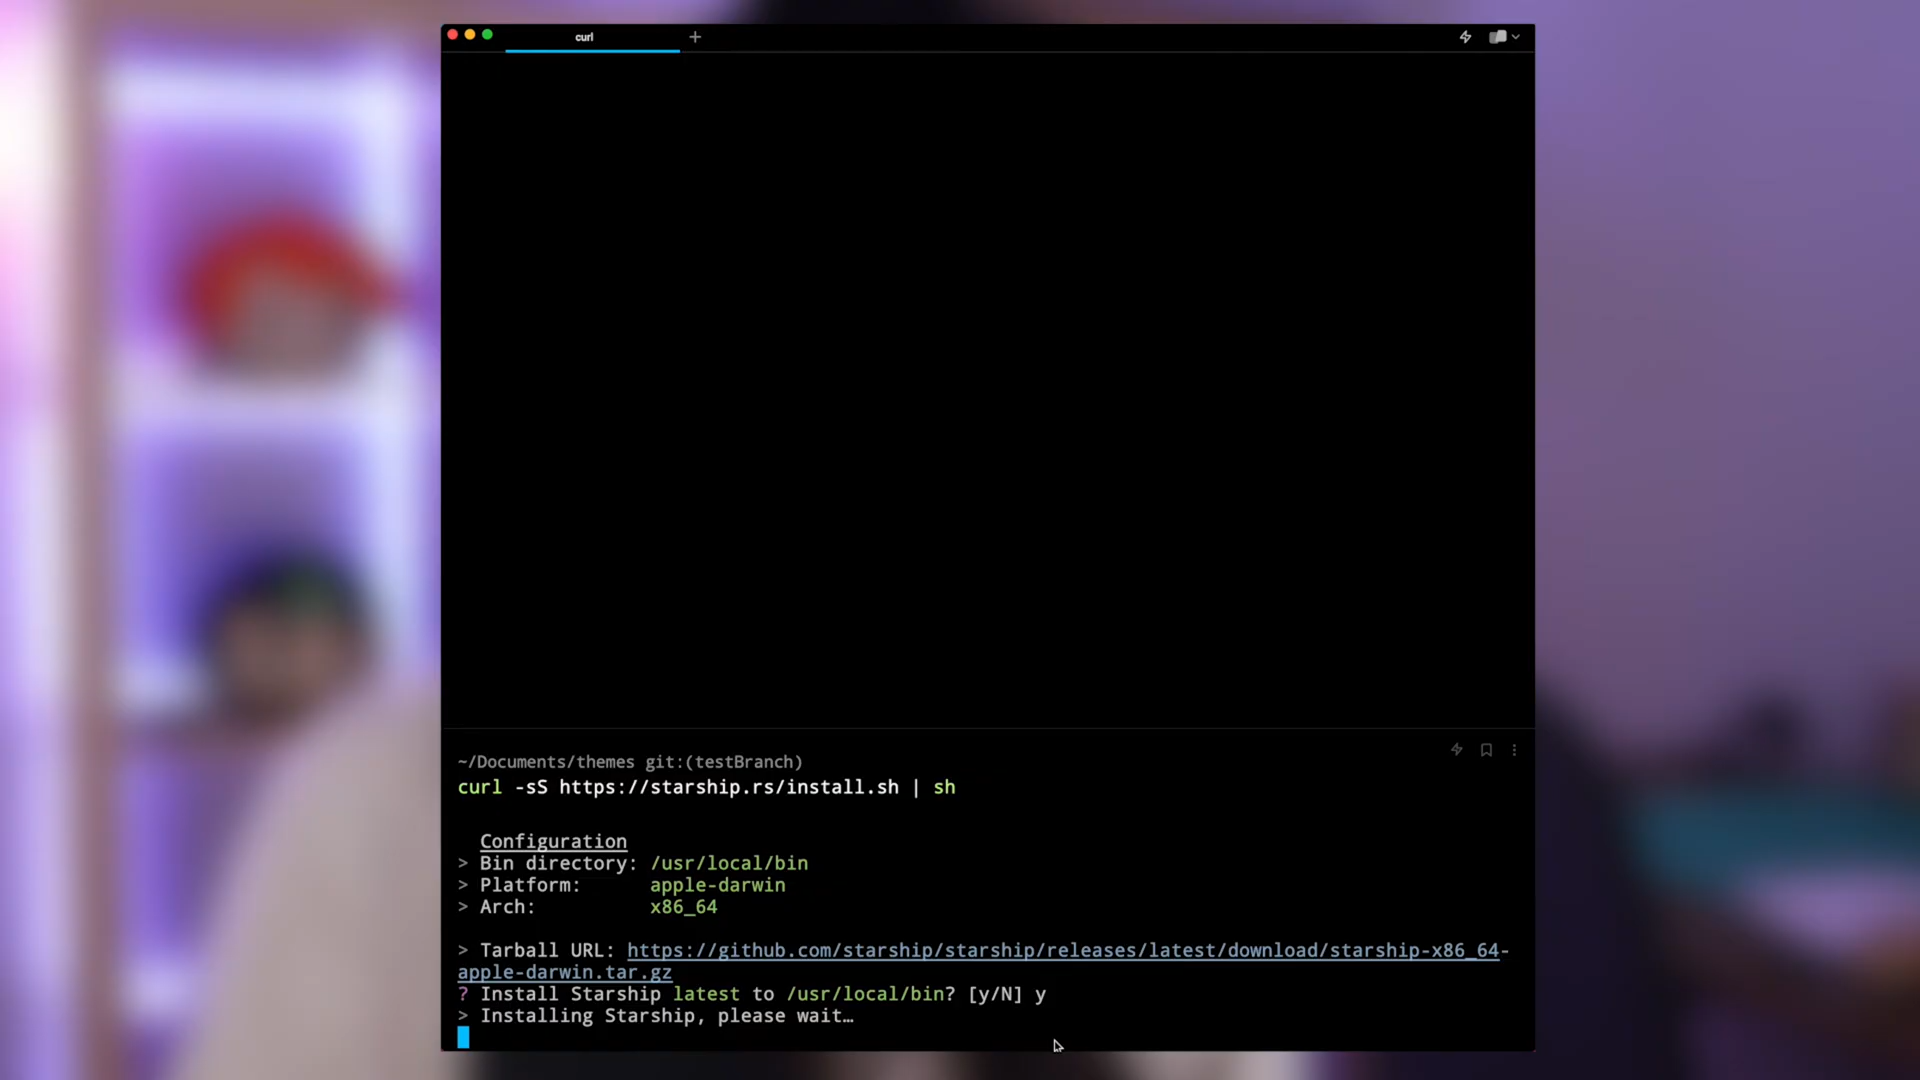 curl
~/Documents/themes git:(testBranch)
curl -sS https://starship.rs/install.sh | sh
Configuration
> Bin directory: /usr/local/bin
> Platform: apple-darwin
> Arch: x86_64
> Tarball URL: https://github.com/starship/starship/releases/latest/download/starship-x86_64-
apple-darwin.tar.gz
? Install Starship latest to /usr/local/bin? [y/N] y
> Installing Starship, please wait…